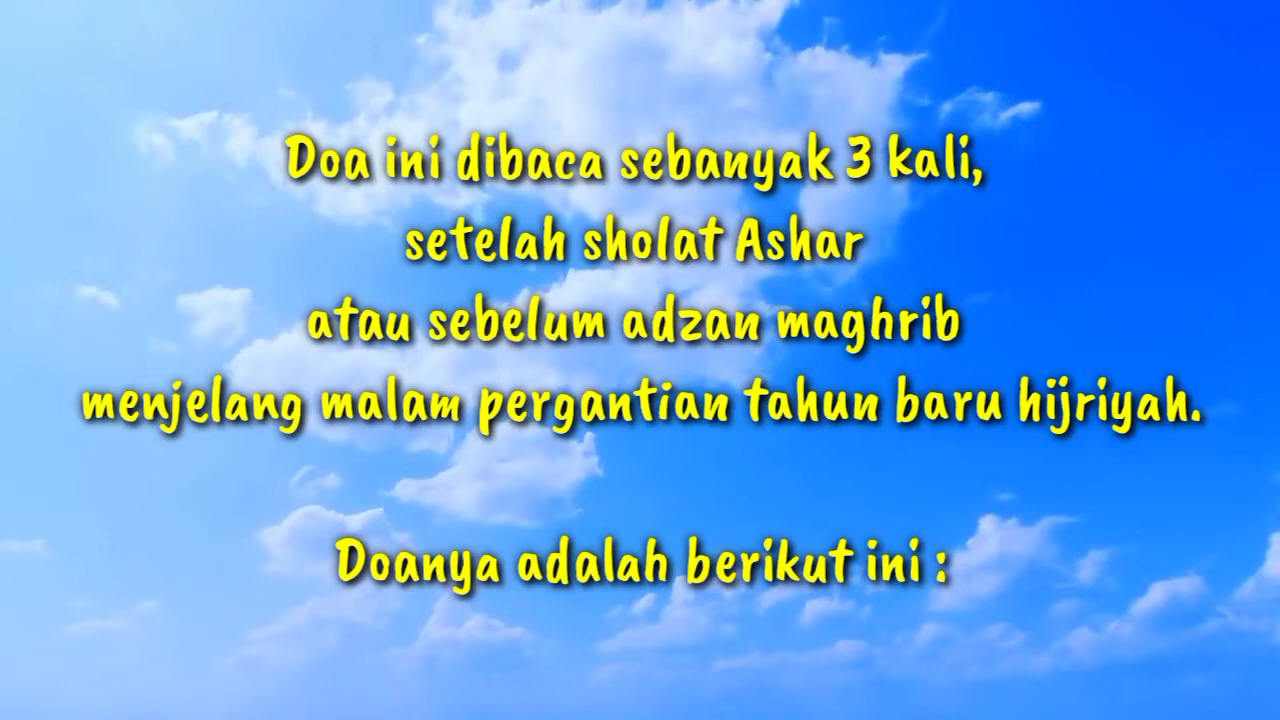 Doa ini dibaca sebanyak 3 kali,
setelah sholat Ashar
atau sebelum adzan maghrib
menjelang malam pergantian tahun baru hijriyah.
Doanya adalah berikut ini :